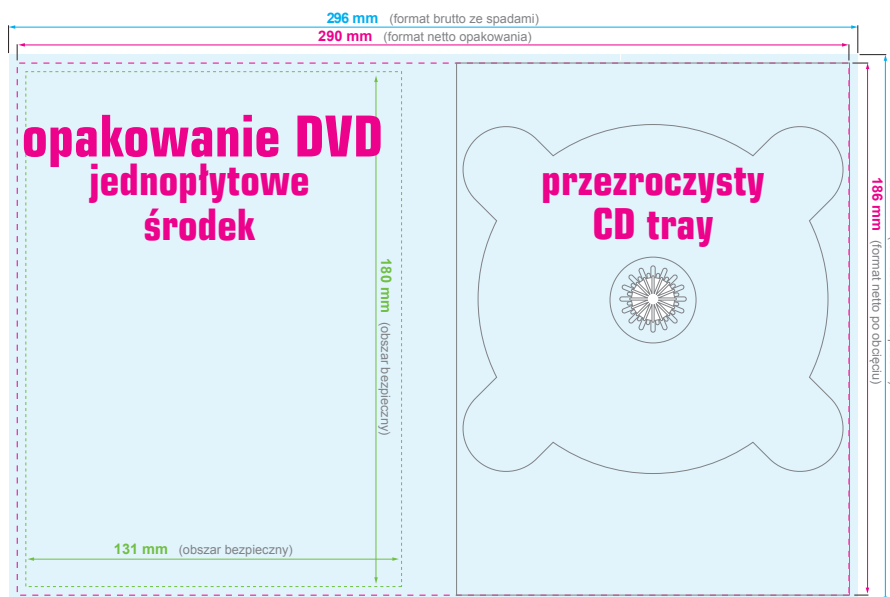 296 mm (format brutto ze spadami)
290 mm (format netto opakowania)
opakowanie DVD
jednopłytowe
środek
przezroczysty
CD tray
186 mm (format netto po obcięciu)
180 mm (obszar bezpieczny)
131 mm (obszar bezpieczny)